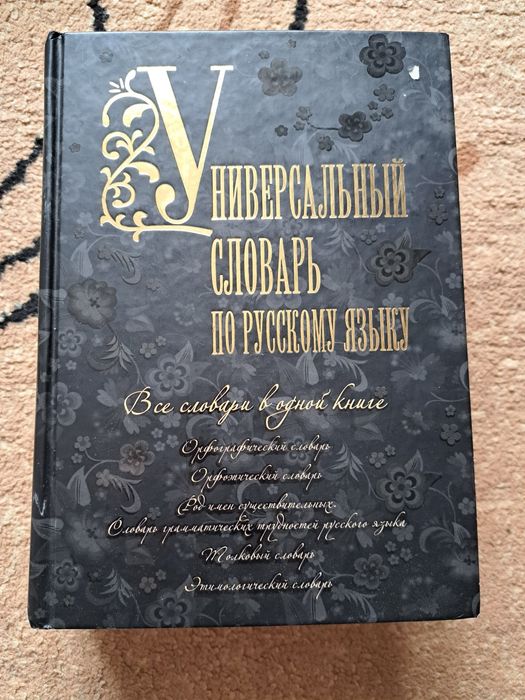 Универсальный
словарь
по русскому языку
Все словари в одной книге
Орфографический словарь
Орфоэпический словарь
Род имен существительных.
Словарь грамматических трудностей русского языка
Толковый словарь
Этимологический словарь